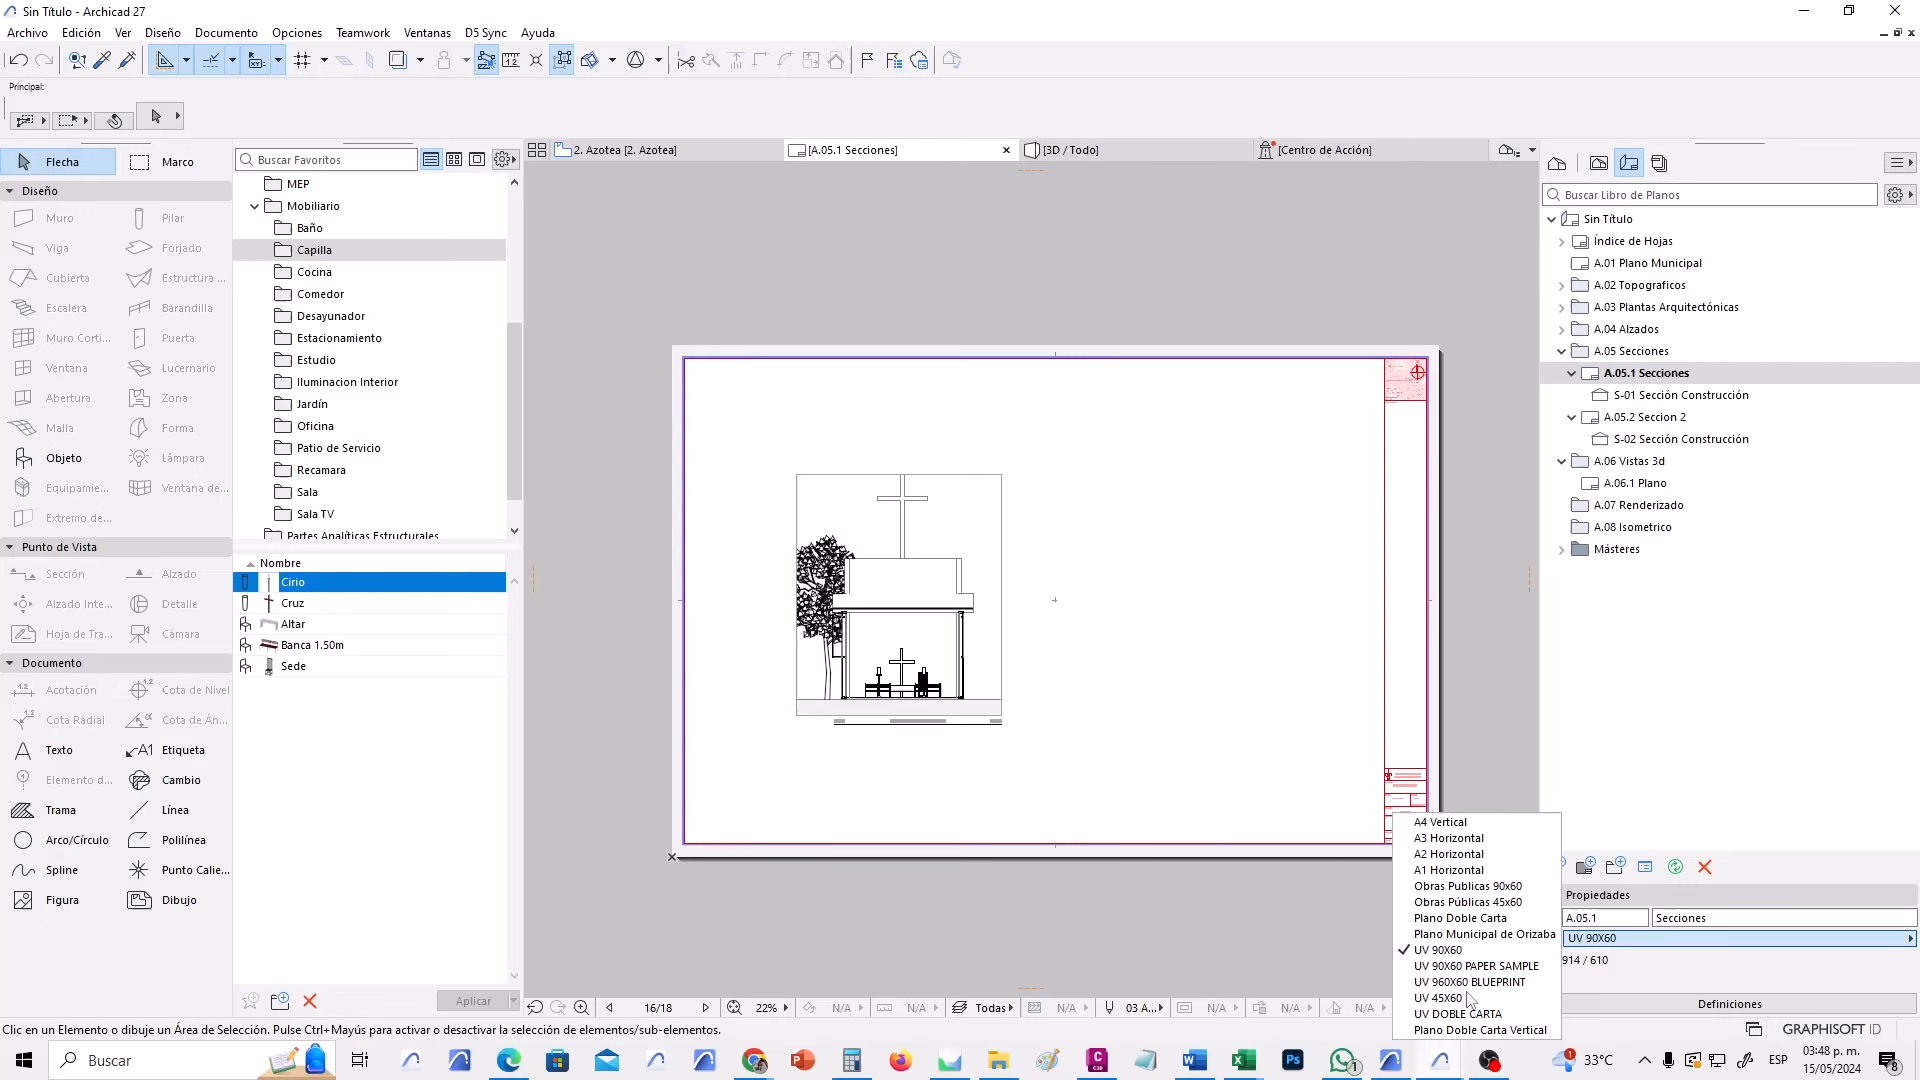 Sin Título - Archicad 27
Archivo Edición Ver Diseño Documento Opciones Teamwork Ventanas D5 Sync Ayuda
Principal:
Flecha Marco
Diseño
Muro Pilar
Viga Forjado
Cubierta Estructura ...
Escalera Barandilla
Muro Corti... Puerta
Ventana Lucernario
Abertura Zona
Malla Forma
Objeto Lámpara
Equipamie... Ventana de...
Extremo de...
Punto de Vista
Sección Alzado
Alzado Inte... Detalle
Hoja de Tra... Cámara
Documento
Acotación Cota de Nivel
Cota Radial Cota de Án...
Texto A1 Etiqueta
Elemento d... Cambio
Trama Línea
Arco/Círculo Polilínea
Spline Punto Calie...
Figura Dibujo
Buscar Favoritos
MEP
Mobiliario
Baño
Capilla
Cocina
Comedor
Desayunador
Estacionamiento
Estudio
Iluminacion Interior
Jardín
Oficina
Patio de Servicio
Recamara
Sala
Sala TV
Partes Analíticas Estructurales
Nombre
Cirio
Cruz
Altar
Banca 1.50m
Sede
Aplicar
2. Azotea [2. Azotea]
[A.05.1 Secciones]
[3D / Todo]
[Centro de Acción]
Buscar Libro de Planos
Sin Título
Índice de Hojas
A.01 Plano Municipal
A.02 Topograficos
A.03 Plantas Arquitectónicas
A.04 Alzados
A.05 Secciones
A.05.1 Secciones
S-01 Sección Construcción
A.05.2 Seccion 2
S-02 Sección Construcción
A.06 Vistas 3d
A.06.1 Plano
A.07 Renderizado
A.08 Isometrico
Másteres
A4 Vertical
A3 Horizontal
A2 Horizontal
A1 Horizontal
Obras Publicas 90x60
Obras Públicas 45x60
Plano Doble Carta
Plano Municipal de Orizaba
UV 90X60
UV 90X60 PAPER SAMPLE
UV 960X60 BLUEPRINT
UV 45X60
UV DOBLE CARTA
Plano Doble Carta Vertical
Propiedades
A.05.1 Secciones
UV 90X60
914 / 610
Definiciones
16/18 22% N/A N/A Todas N/A 03 A... N/A N/A N/A
Clic en un Elemento o dibuje un Área de Selección. Pulse Ctrl+Mayús para activar o desactivar la selección de elementos/sub-elementos.
GRAPHISOFT ID
Buscar
33°C
ESP
03:48 p. m.
15/05/2024